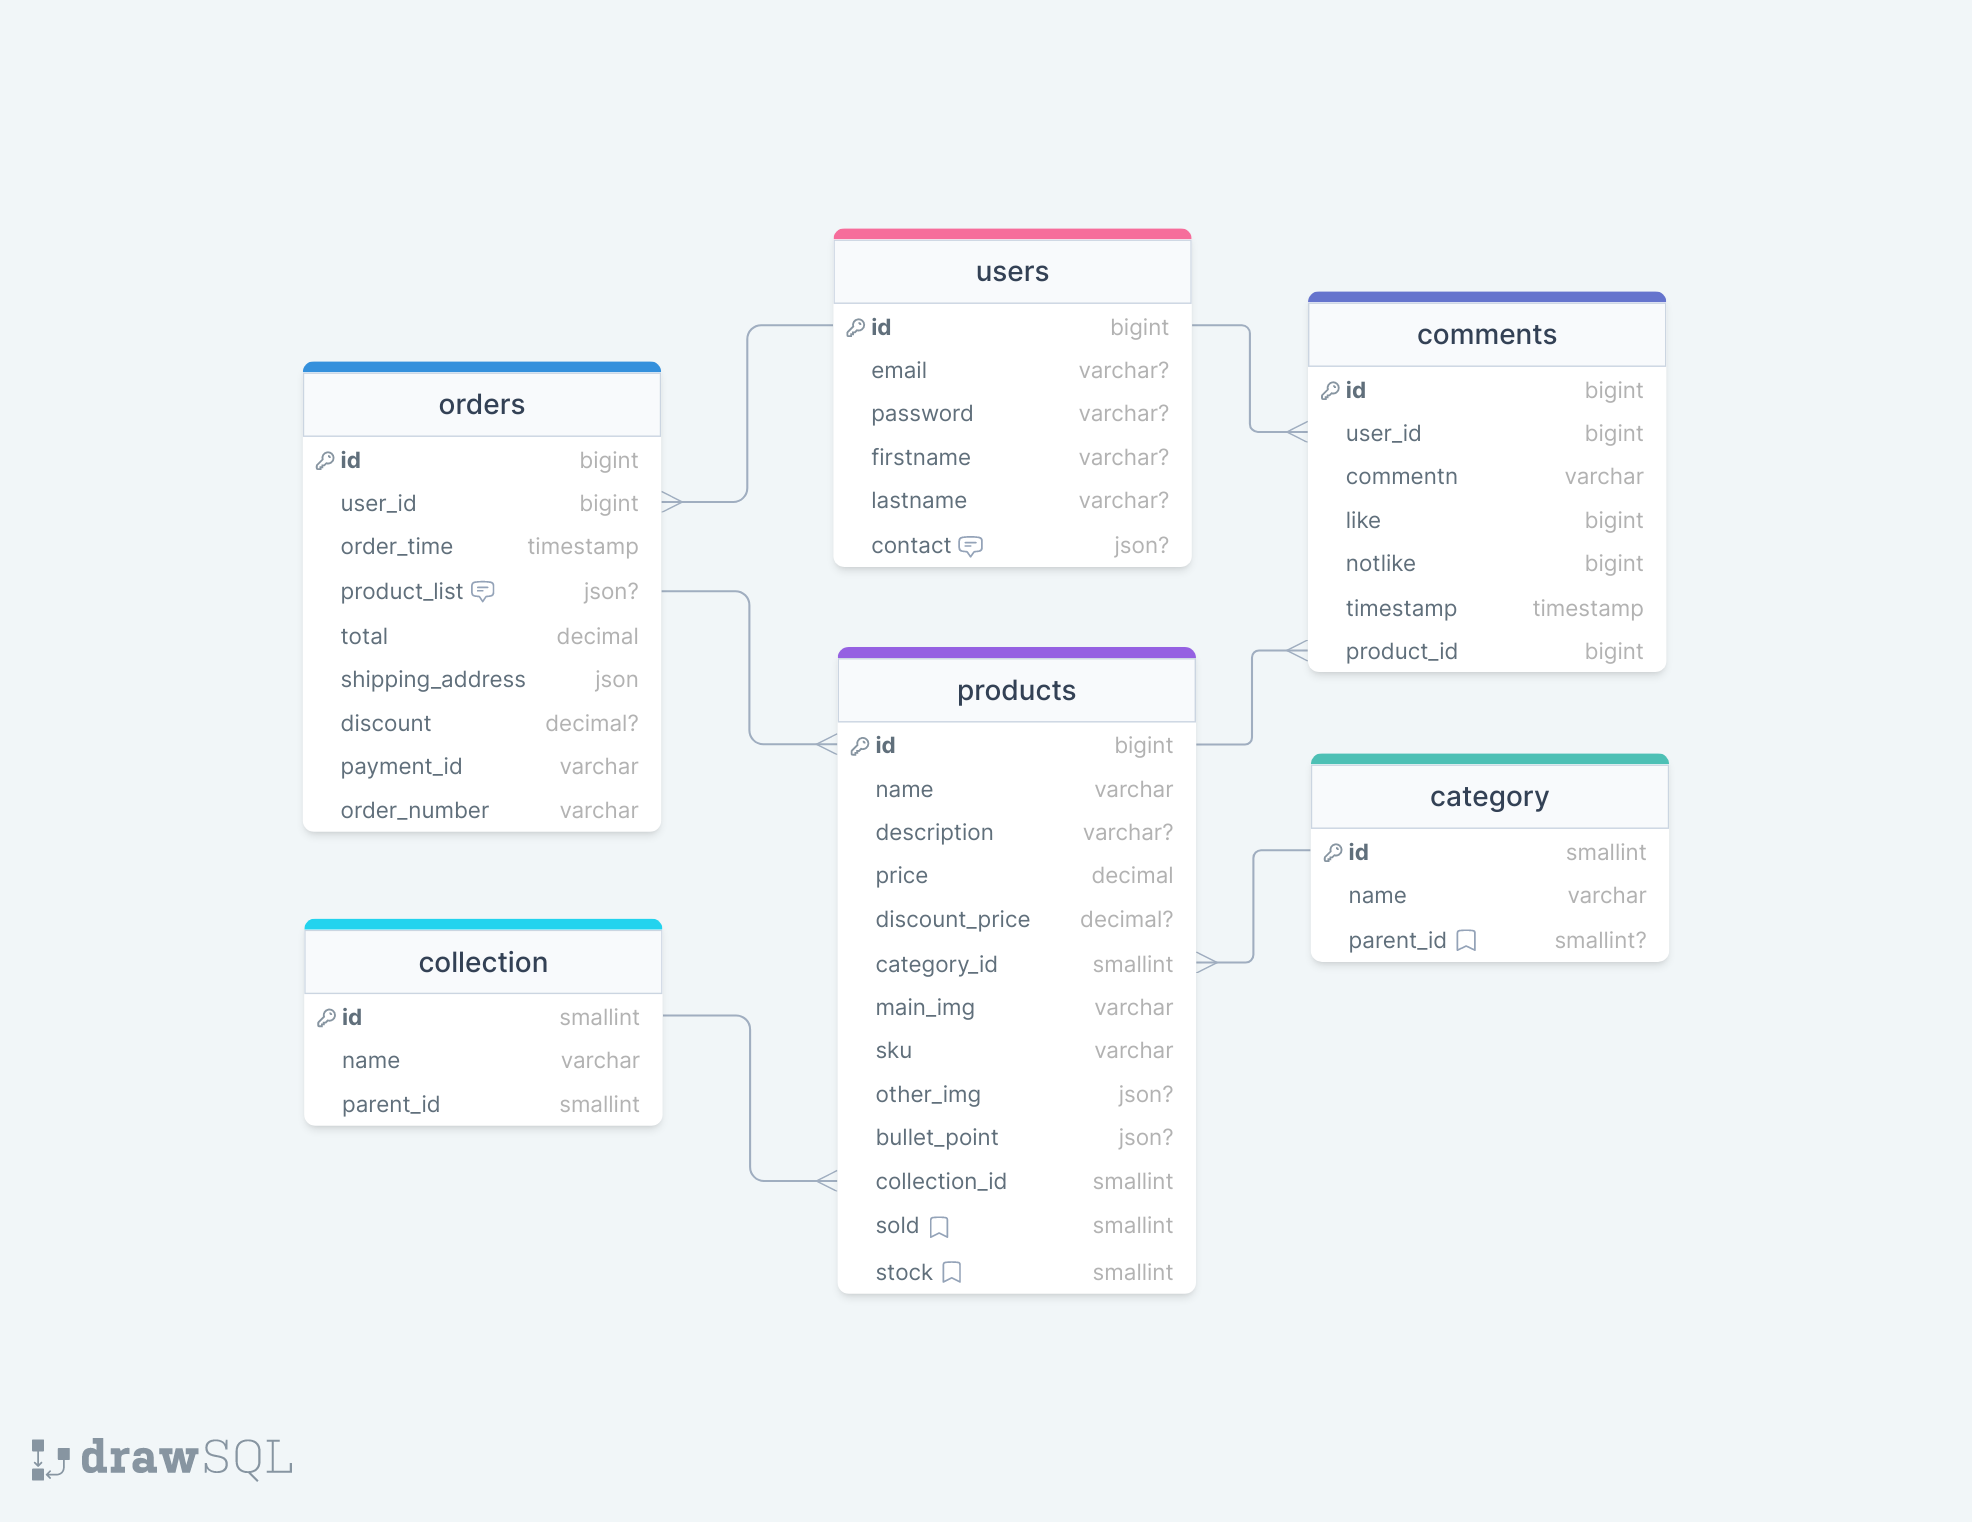 users
id bigint
email varchar?
password varchar?
firstname varchar?
lastname varchar?
contact json?
comments
id bigint
user_id bigint
commentn varchar
like bigint
notlike bigint
timestamp timestamp
product_id bigint
orders
id bigint
user_id bigint
order_time timestamp
product_list json?
total decimal
shipping_address json
discount decimal?
payment_id varchar
order_number varchar
products
id bigint
name varchar
description varchar?
price decimal
discount_price decimal?
category_id smallint
main_img varchar
sku varchar
other_img json?
bullet_point json?
collection_id smallint
sold smallint
stock smallint
category
id smallint
name varchar
parent_id smallint?
collection
id smallint
name varchar
parent_id smallint
drawSQL